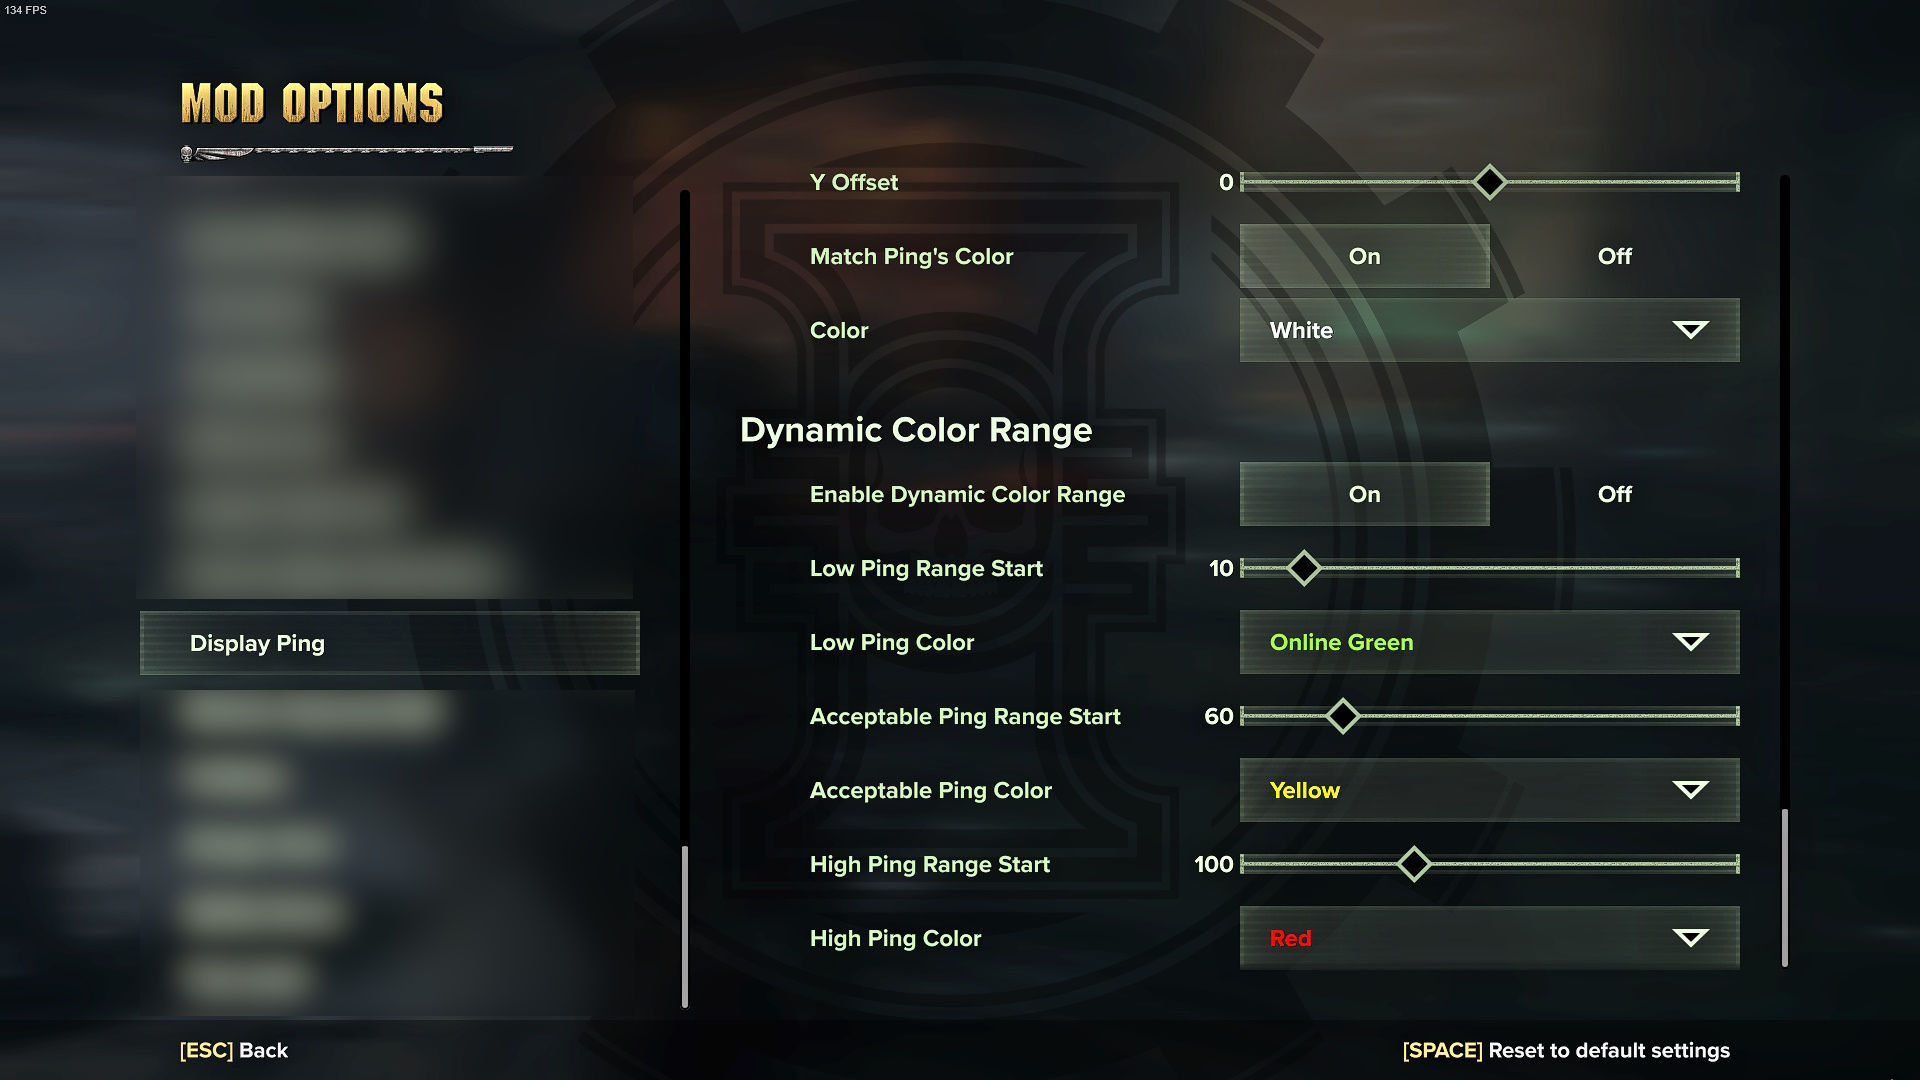 134 FPS
MOD OPTIONS
Display Ping
Y Offset 0
Match Ping's Color On Off
Color White
Dynamic Color Range
Enable Dynamic Color Range On Off
Low Ping Range Start 10
Low Ping Color Online Green
Acceptable Ping Range Start 60
Acceptable Ping Color Yellow
High Ping Range Start 100
High Ping Color Red
[ESC] Back
[SPACE] Reset to default settings